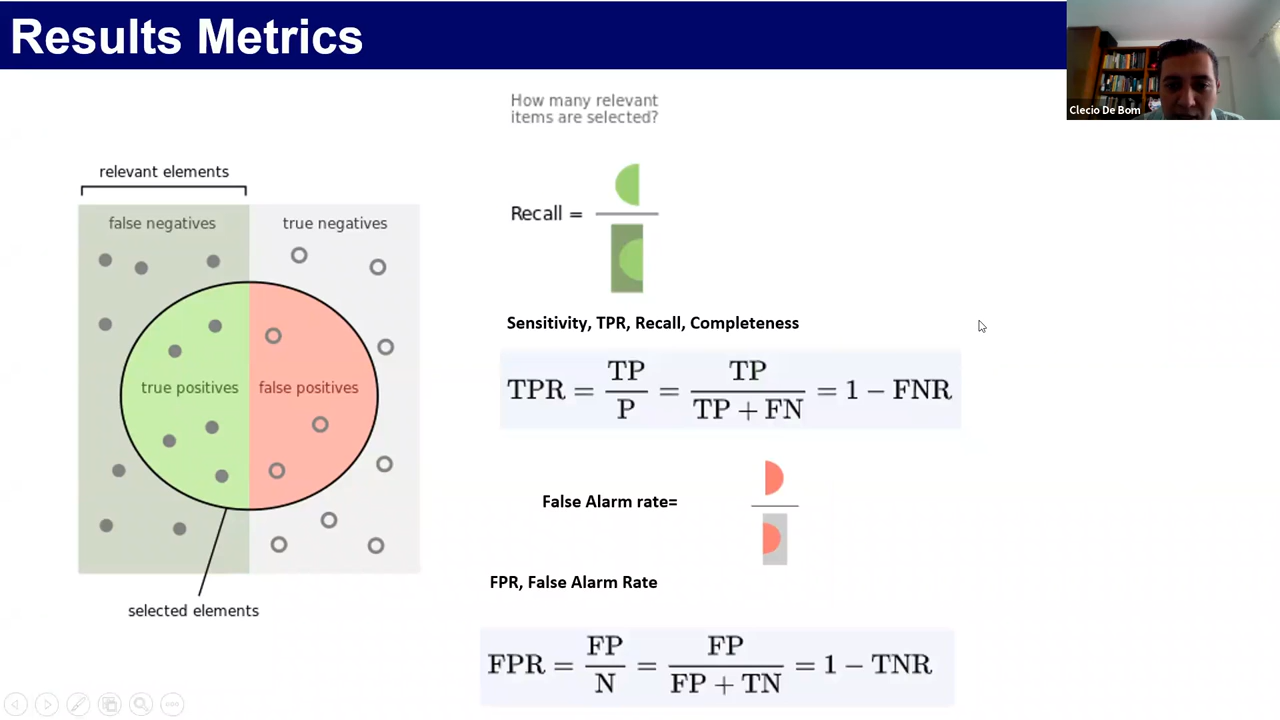 Results Metrics
Clecio De Bom
How many relevant
items are selected?
relevant elements
false negatives
true negatives
Recall =
true positives
false positives
selected elements
Sensitivity, TPR, Recall, Completeness
TPR = TP / P = TP / (TP + FN) = 1 − FNR
False Alarm rate=
FPR, False Alarm Rate
FPR = FP / N = FP / (FP + TN) = 1 − TNR